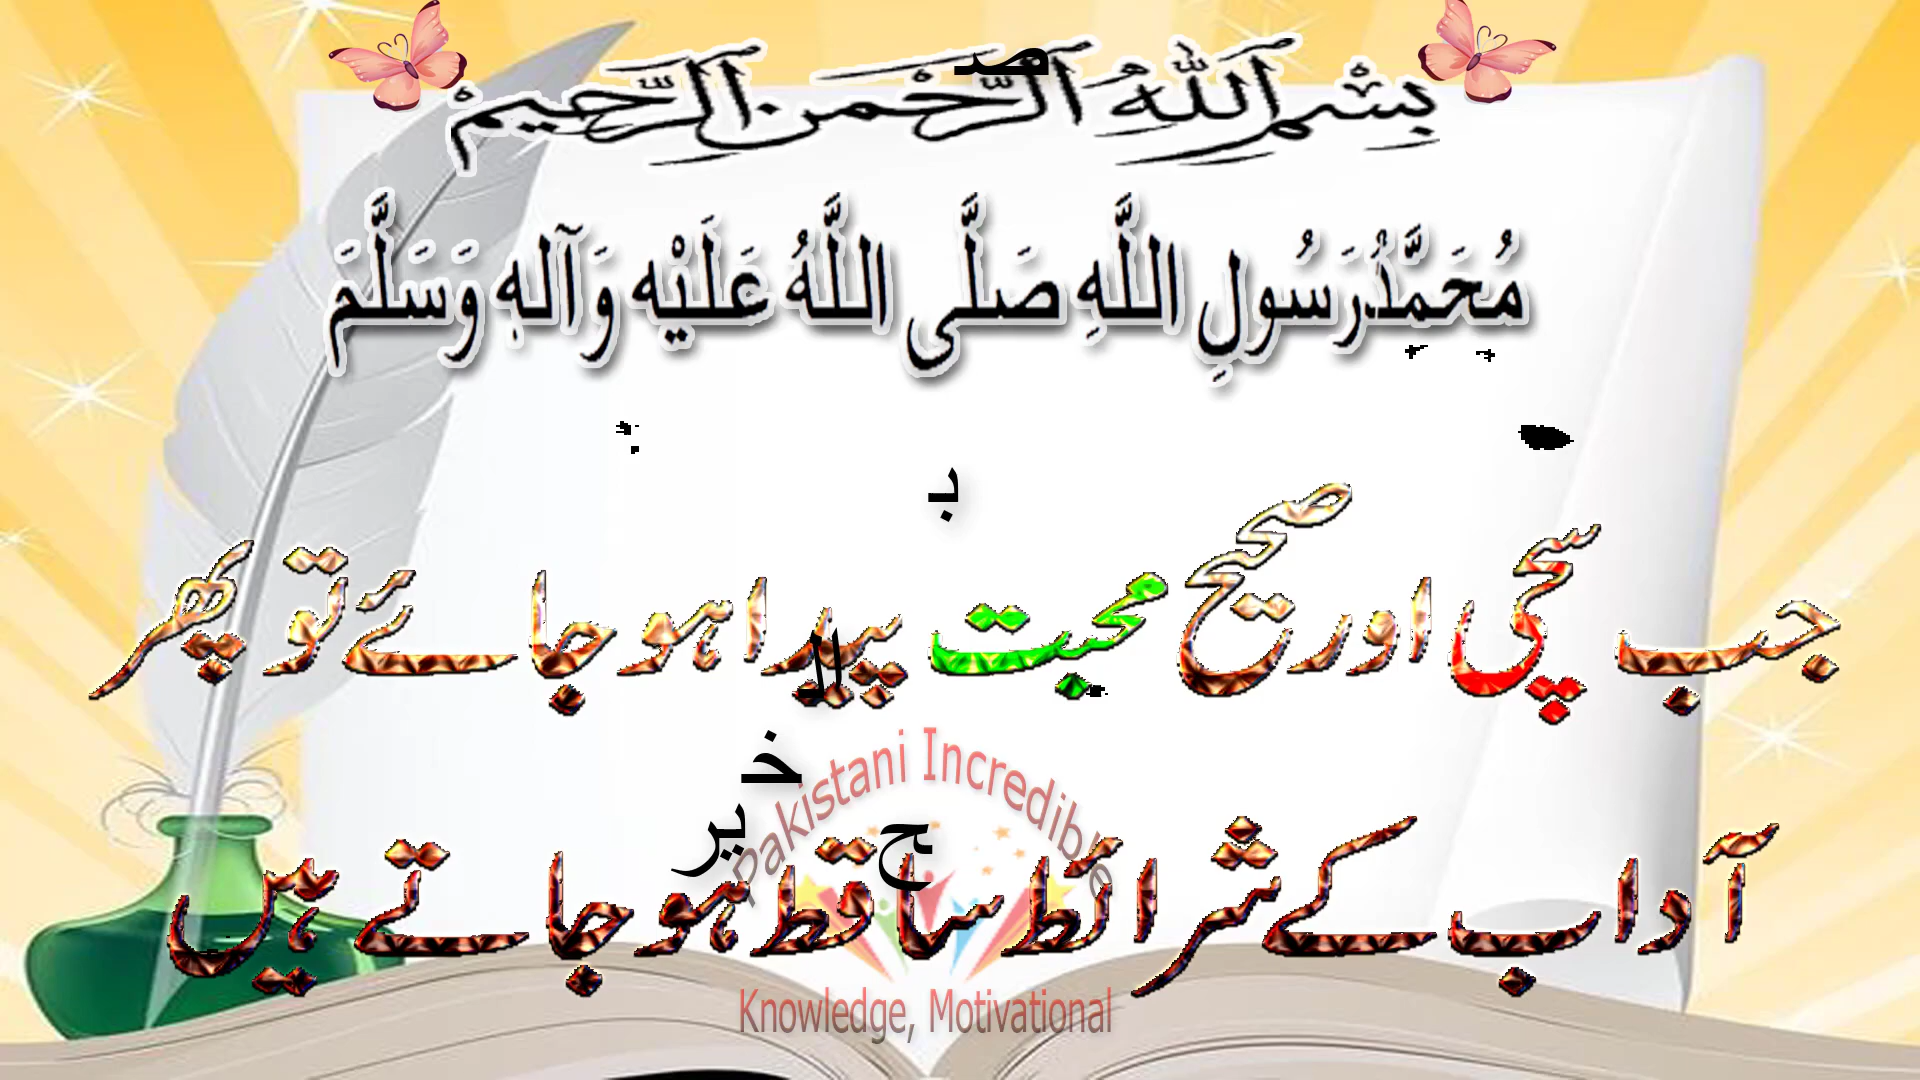 بِسْمِ اللّٰهِ الرَّحْمٰنِ الرَّحِيْمِ
مُحَمَّدُرَسُولِ اللَّهِ صَلَّى اللَّهُ عَلَيْهِ وَآلِهٖ وَسَلَّمَ
جب سچی اور صحیح محبت پیدا ہو جائے تو پھر
آداب کے شرائط ساقط ہو جاتے ہیں
Pakistani Incredible
Knowledge, Motivational